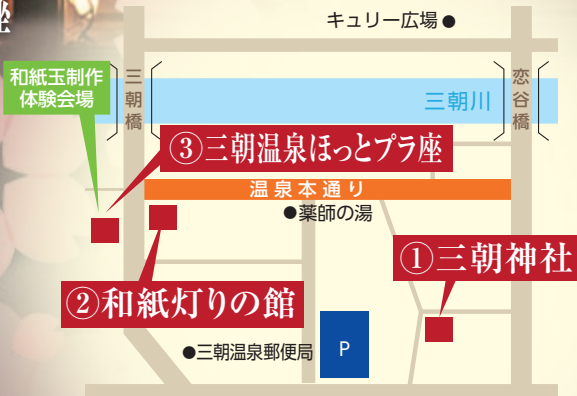 キュリー広場●
和紙玉制作
体験会場
三朝橋
三朝川
恋谷橋
③三朝温泉ほっとプラ座
温泉本通り
●薬師の湯
①三朝神社
②和紙灯りの館
●三朝温泉郵便局
P